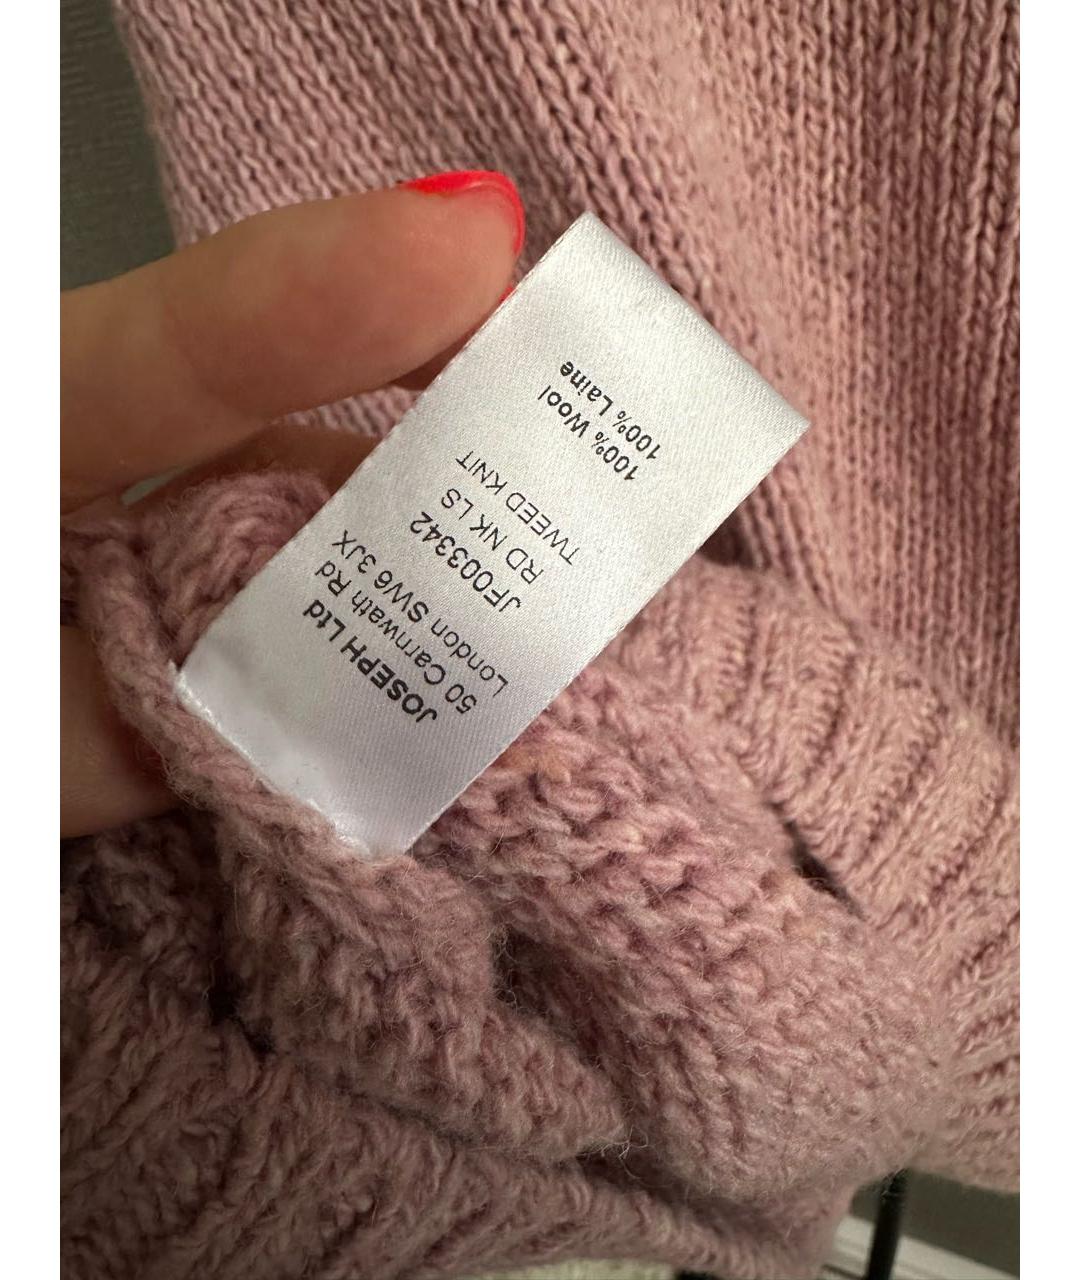 JOSEPH Ltd
50 Carnwath Rd
London SW6 3JX
JF003342
RD NK LS
TWEED KNIT
100% Wool
100% Laine